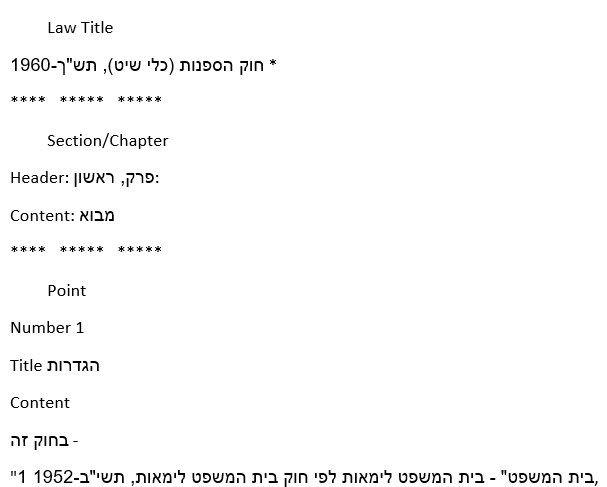 Law Title
חוק הספנות (כלי שיט), תש"ך-1960 *
**** ***** *****
Section/Chapter
Header: פרק, ראשון:
Content: מבוא
**** ***** *****
Point
Number 1
Title הגדרות
Content
בחוק זה -
"בית המשפט" - בית המשפט לימאות לפי חוק בית המשפט לימאות, תשי"ב-1952 1,